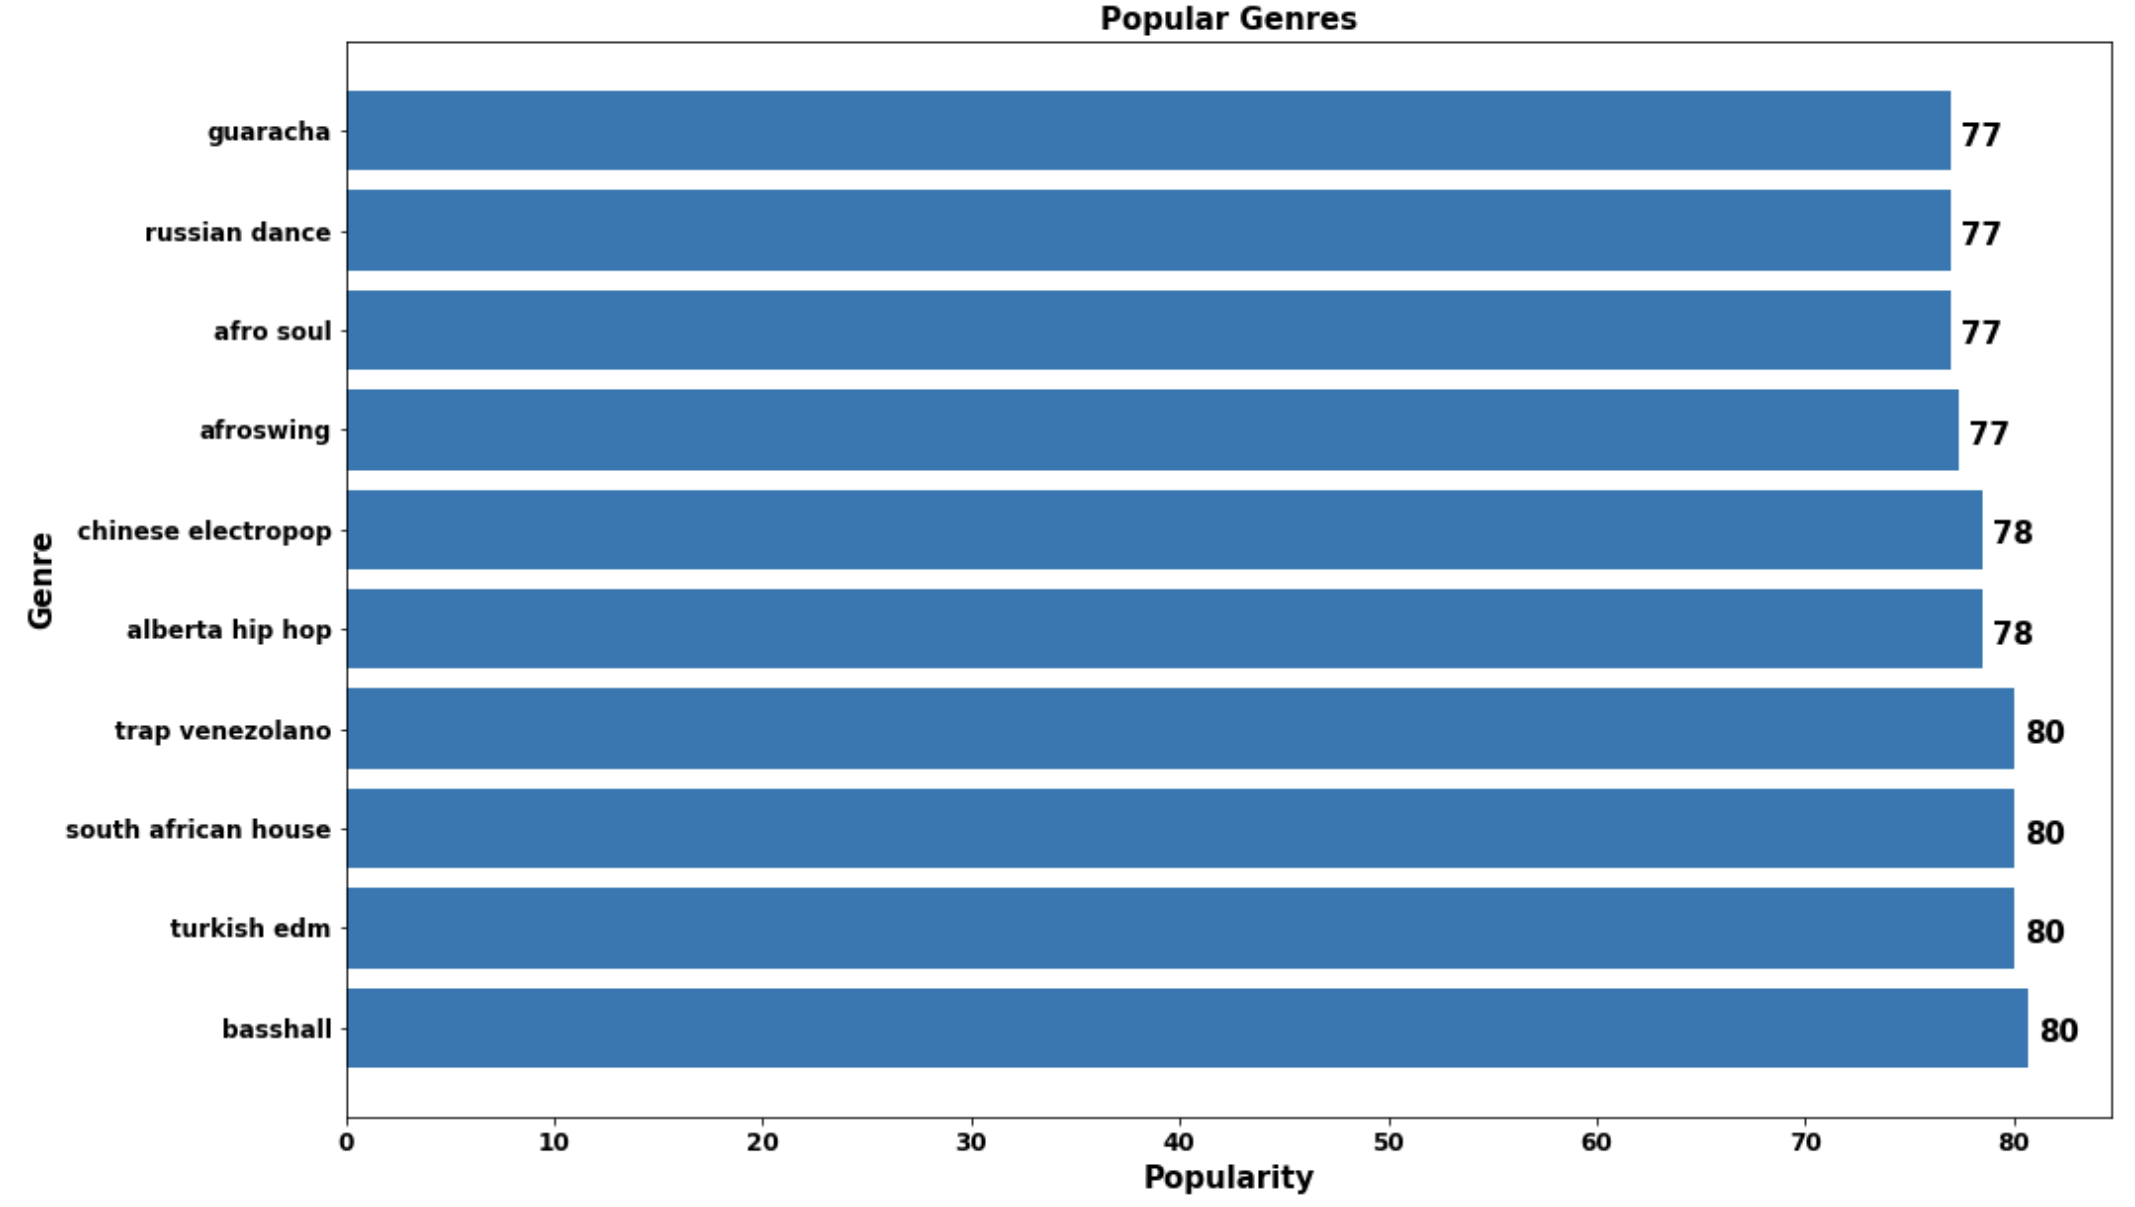 Popular Genres
guaracha 77
russian dance 77
afro soul 77
afroswing 77
chinese electropop 78
alberta hip hop 78
trap venezolano 80
south african house 80
turkish edm 80
basshall 80
Genre
0 10 20 30 40 50 60 70 80
Popularity